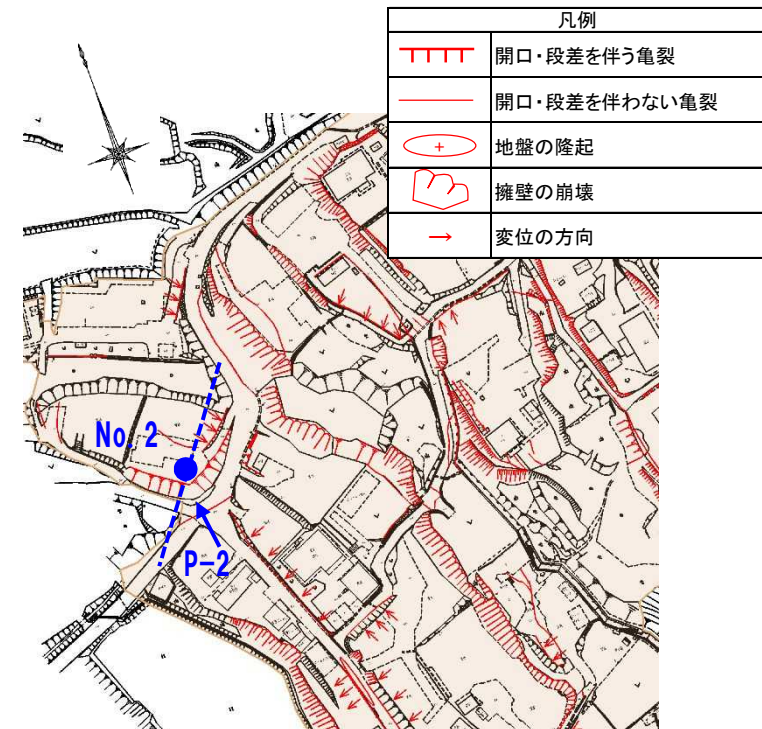 凡例
開口・段差を伴う亀裂
開口・段差を伴わない亀裂
地盤の隆起
擁壁の崩壊
変位の方向
No. 2
P-2